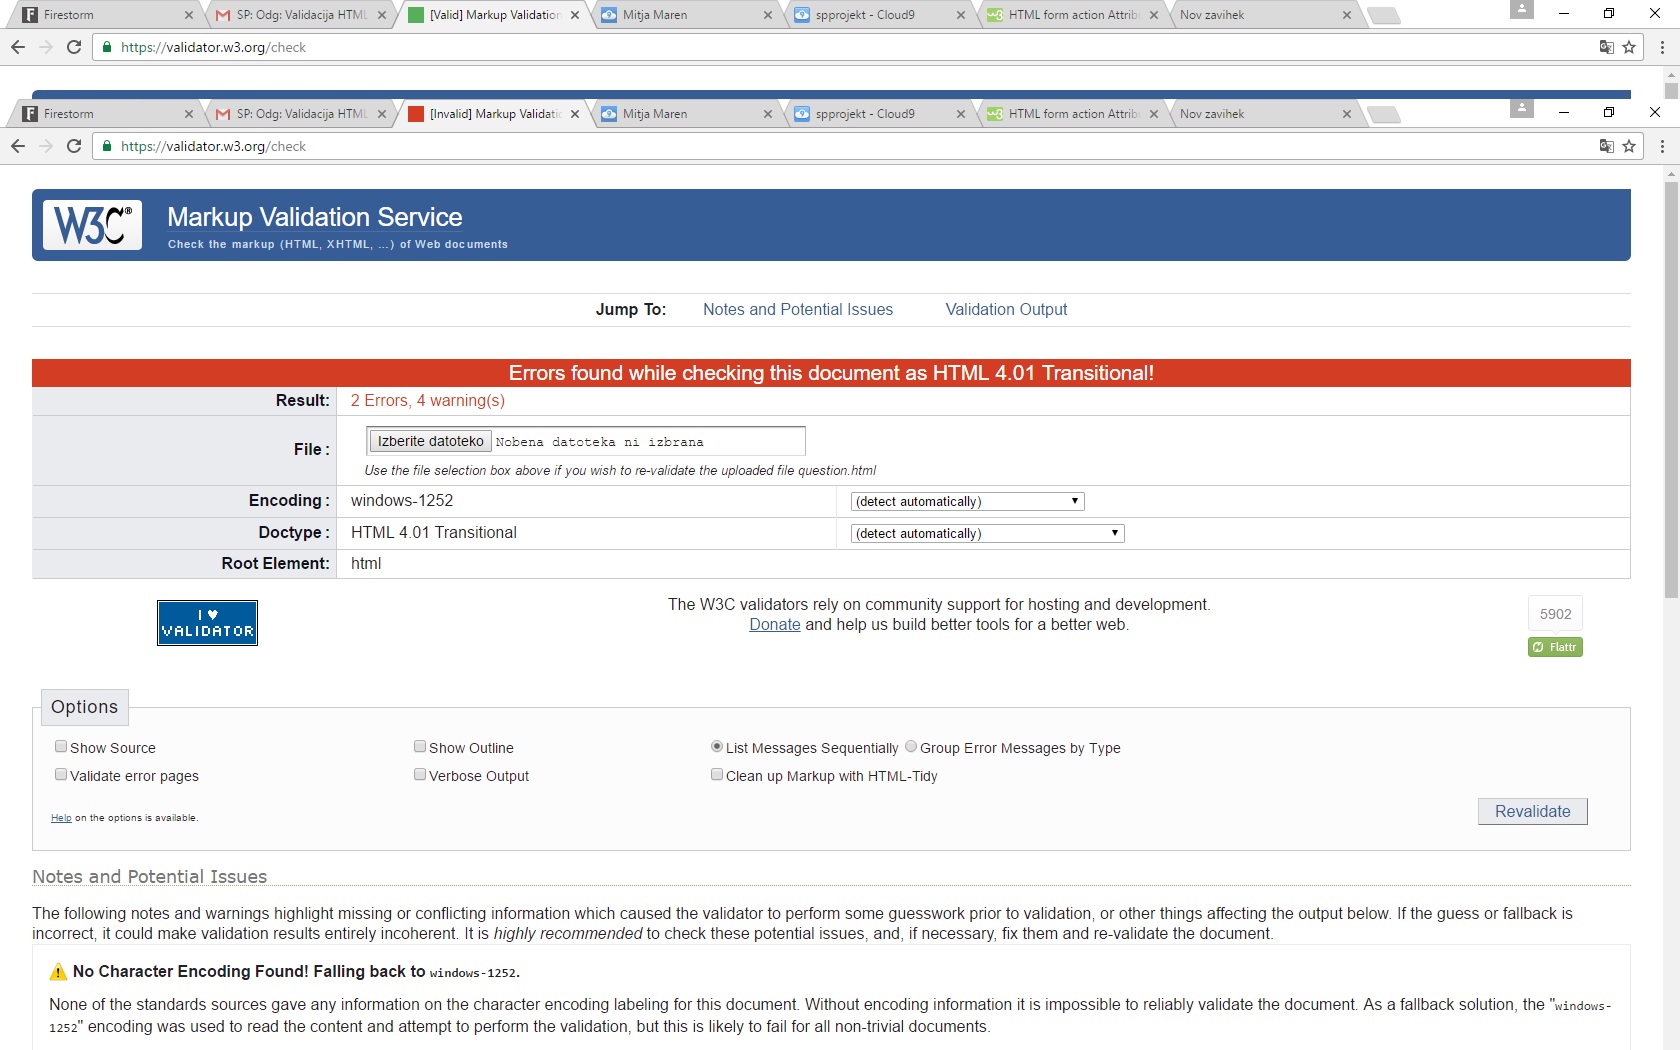 Firestorm SP: Odg: Validacija HTML [Valid] Markup Validation Mitja Maren spprojekt - Cloud9 HTML form action Attrib Nov zavihek
https://validator.w3.org/check
Firestorm SP: Odg: Validacija HTML [Invalid] Markup Validatio Mitja Maren spprojekt - Cloud9 HTML form action Attrib Nov zavihek
https://validator.w3.org/check
W3C® Markup Validation Service
Check the markup (HTML, XHTML, …) of Web documents
Jump To: Notes and Potential Issues Validation Output
Errors found while checking this document as HTML 4.01 Transitional!
Result: 2 Errors, 4 warning(s)
File : Izberite datoteko Nobena datoteka ni izbrana
Use the file selection box above if you wish to re-validate the uploaded file question.html
Encoding : windows-1252 (detect automatically)
Doctype : HTML 4.01 Transitional (detect automatically)
Root Element: html
I ♥ VALIDATOR
The W3C validators rely on community support for hosting and development.
Donate and help us build better tools for a better web.
5902
Flattr
Options
Show Source Show Outline List Messages Sequentially Group Error Messages by Type
Validate error pages Verbose Output Clean up Markup with HTML-Tidy
Help on the options is available.
Revalidate
Notes and Potential Issues
The following notes and warnings highlight missing or conflicting information which caused the validator to perform some guesswork prior to validation, or other things affecting the output below. If the guess or fallback is
incorrect, it could make validation results entirely incoherent. It is highly recommended to check these potential issues, and, if necessary, fix them and re-validate the document.
No Character Encoding Found! Falling back to windows-1252.
None of the standards sources gave any information on the character encoding labeling for this document. Without encoding information it is impossible to reliably validate the document. As a fallback solution, the "windows-
1252" encoding was used to read the content and attempt to perform the validation, but this is likely to fail for all non-trivial documents.